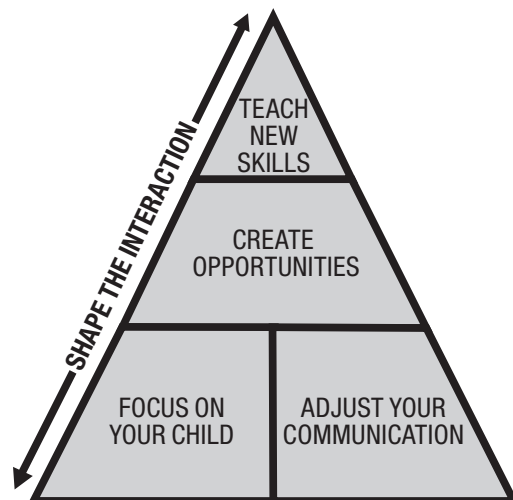 SHAPE THE INTERACTION
TEACH
NEW
SKILLS
CREATE
OPPORTUNITIES
FOCUS ON
YOUR CHILD
ADJUST YOUR
COMMUNICATION